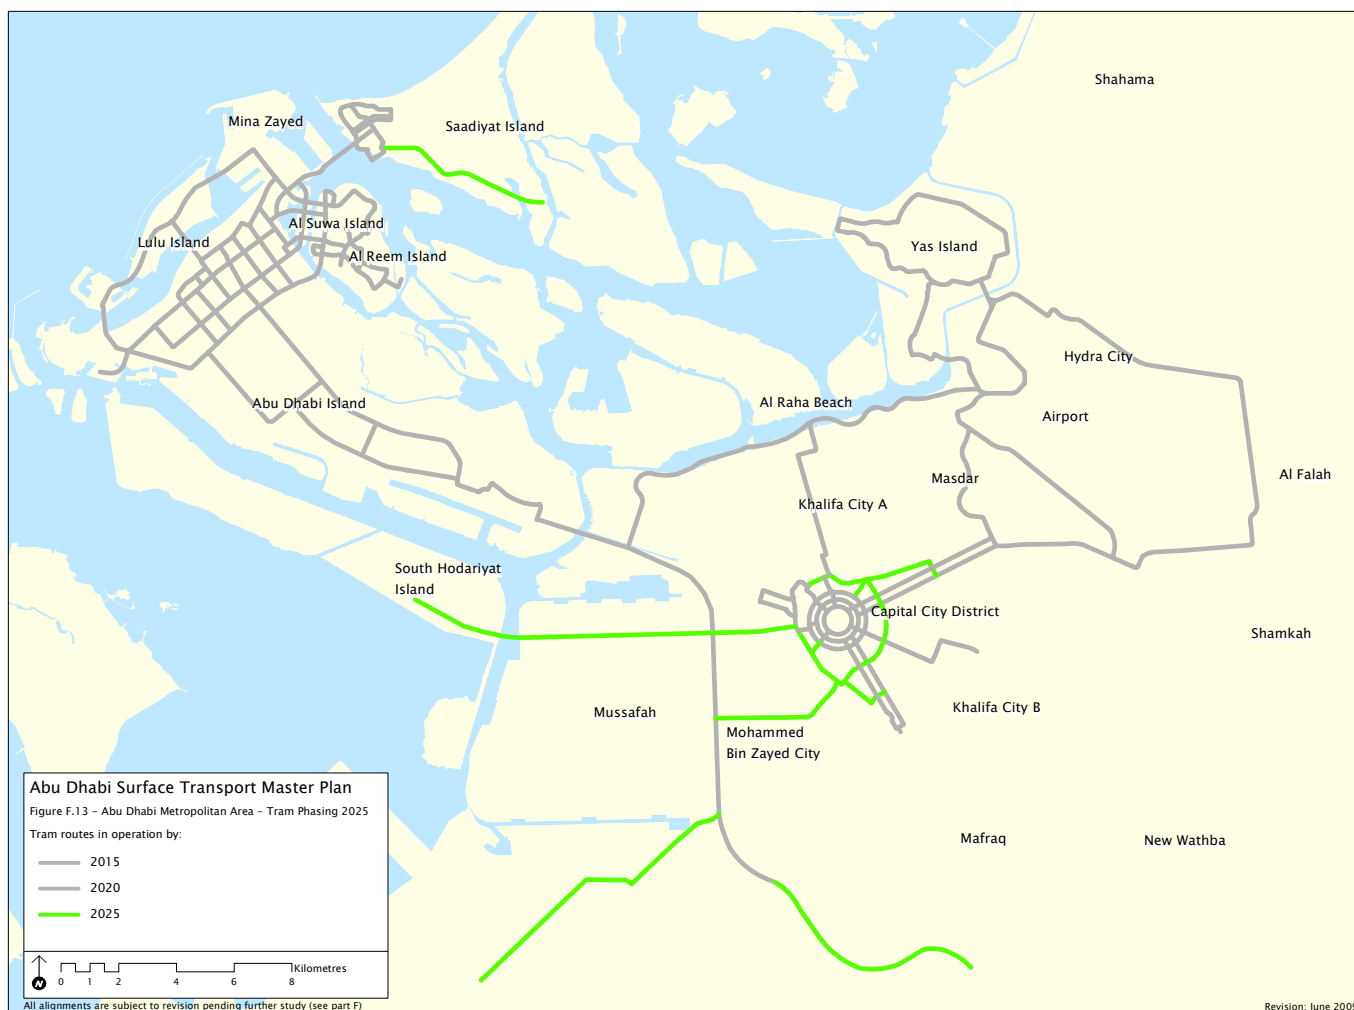 Shahama
Mina Zayed
Saadiyat Island
Al Suwa Island
Lulu Island
Al Reem Island
Yas Island
Hydra City
Abu Dhabi Island
Al Raha Beach
Airport
Al Falah
Masdar
Khalifa City A
South Hodariyat
Island
Capital City District
Shamkah
Khalifa City B
Mussafah
Mohammed
Bin Zayed City
Mafraq
New Wathba
Abu Dhabi Surface Transport Master Plan
Figure F.13 - Abu Dhabi Metropolitan Area - Tram Phasing 2025
Tram routes in operation by:
2015
2020
2025
N
Kilometres
0 1 2 4 6 8
All alignments are subject to revision pending further study (see part F)
Revision: June 2009